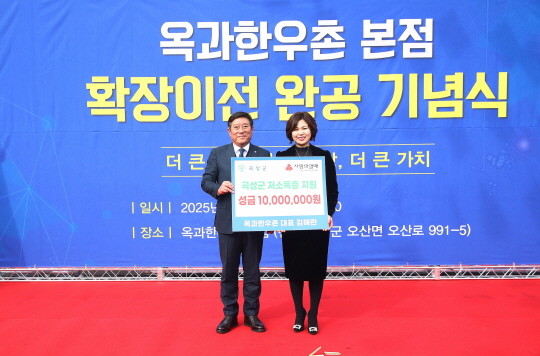 옥과한우촌 본점
확장이전 완공 기념식
더 큰 더 큰 가치
일시 | 2025
장소 | 옥과한 군 오산면 오산로 991-5)
곡성군 사랑의열매
곡성군 저소득층 지원
성금 10,000,000원
옥과한우촌 대표